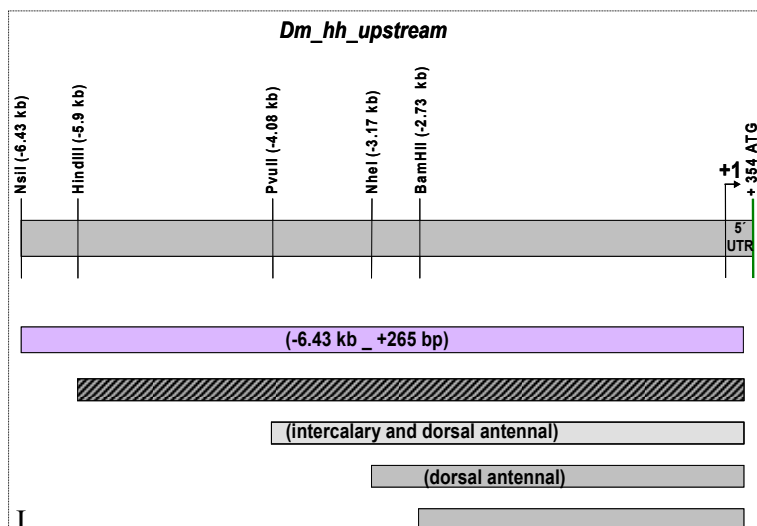 Dm_hh_upstream
NsiI (-6.43 kb)
HindIII (-5.9 kb)
PvuII (-4.08 kb)
NheI (-3.17 kb)
BamHII (-2.73 kb)
+1
+ 354 ATG
5´
UTR
(-6.43 kb _ +265 bp)
(intercalary and dorsal antennal)
(dorsal antennal)
I